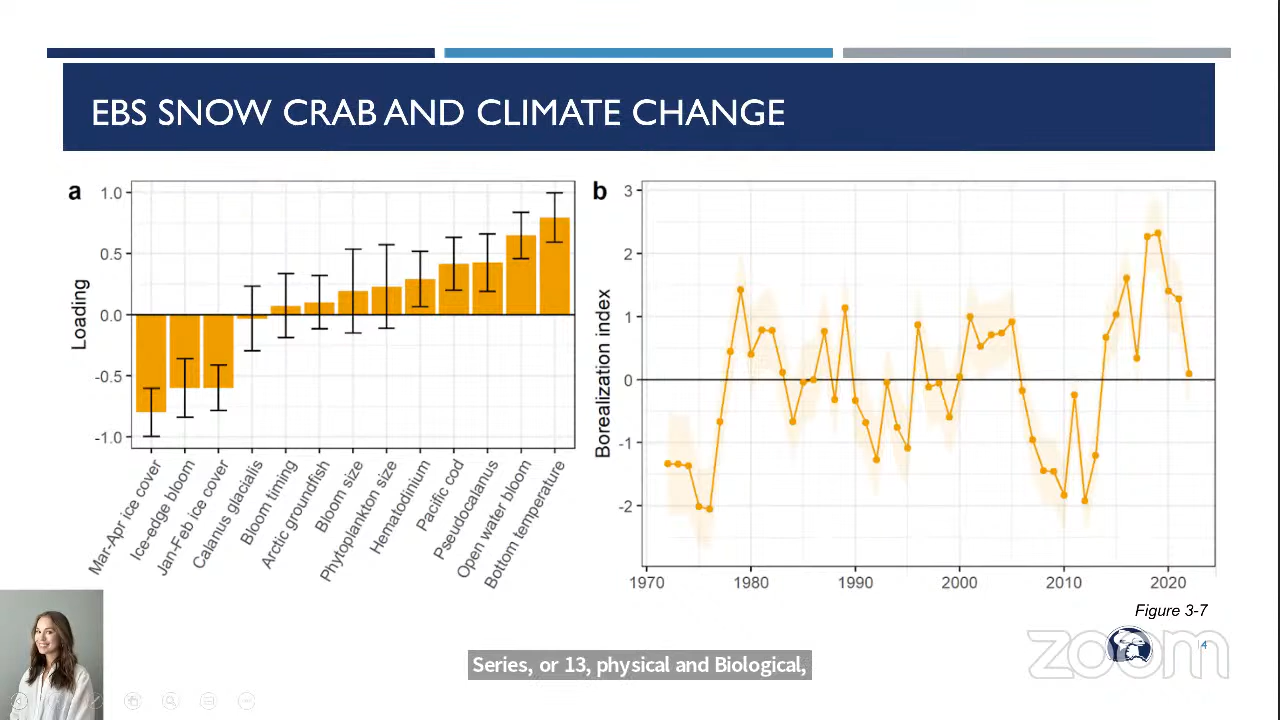 EBS SNOW CRAB AND CLIMATE CHANGE
a
1.0
0.5
0.0
-0.5
-1.0
Loading
Mar-Apr ice cover
Ice-edge bloom
Jan-Feb ice cover
Calanus glacialis
Bloom timing
Arctic groundfish
Bloom size
Phytoplankton size
Hematodinium
Pacific cod
Pseudocalanus
Open water bloom
Bottom temperature
b
3
2
1
0
-1
-2
Borealization index
1970
1980
1990
2000
2010
2020
Figure 3-7
zoom
4
Series, or 13, physical and Biological,